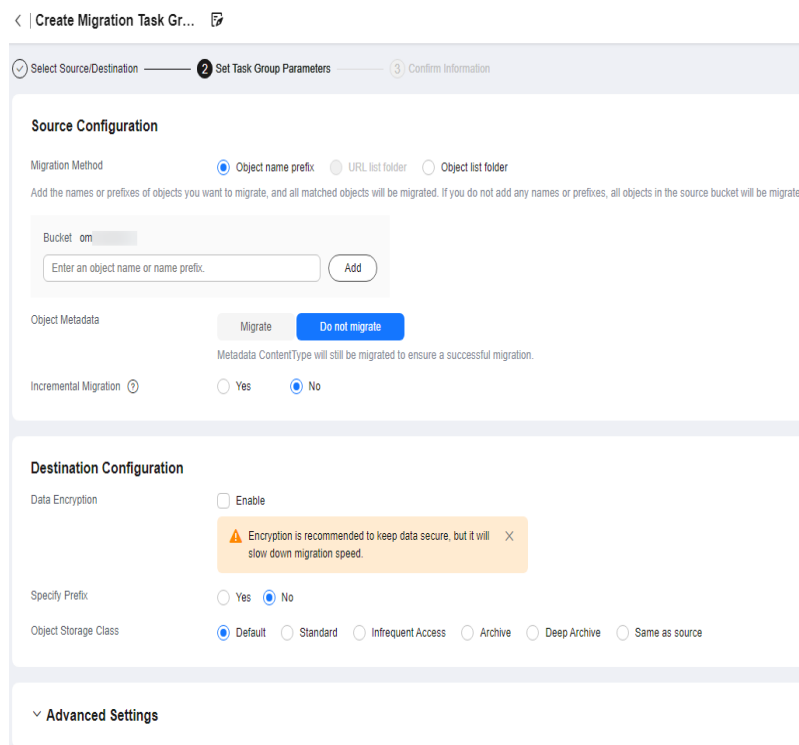 Create Migration Task Gr...
Select Source/Destination
2 Set Task Group Parameters
3 Confirm Information
Source Configuration
Migration Method
Object name prefix URL list folder Object list folder
Add the names or prefixes of objects you want to migrate, and all matched objects will be migrated. If you do not add any names or prefixes, all objects in the source bucket will be migrate
Bucket om
Enter an object name or name prefix. Add
Object Metadata
Migrate Do not migrate
Metadata ContentType will still be migrated to ensure a successful migration.
Incremental Migration ? Yes No
Destination Configuration
Data Encryption Enable
Encryption is recommended to keep data secure, but it will
slow down migration speed.
Specify Prefix Yes No
Object Storage Class Default Standard Infrequent Access Archive Deep Archive Same as source
Advanced Settings